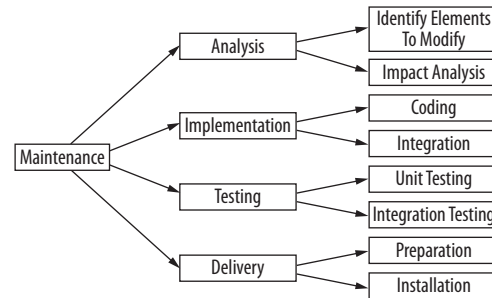 Identify Elements
To Modify
Analysis
Impact Analysis
Coding
Implementation
Integration
Maintenance
Unit Testing
Testing
Integration Testing
Preparation
Delivery
Installation